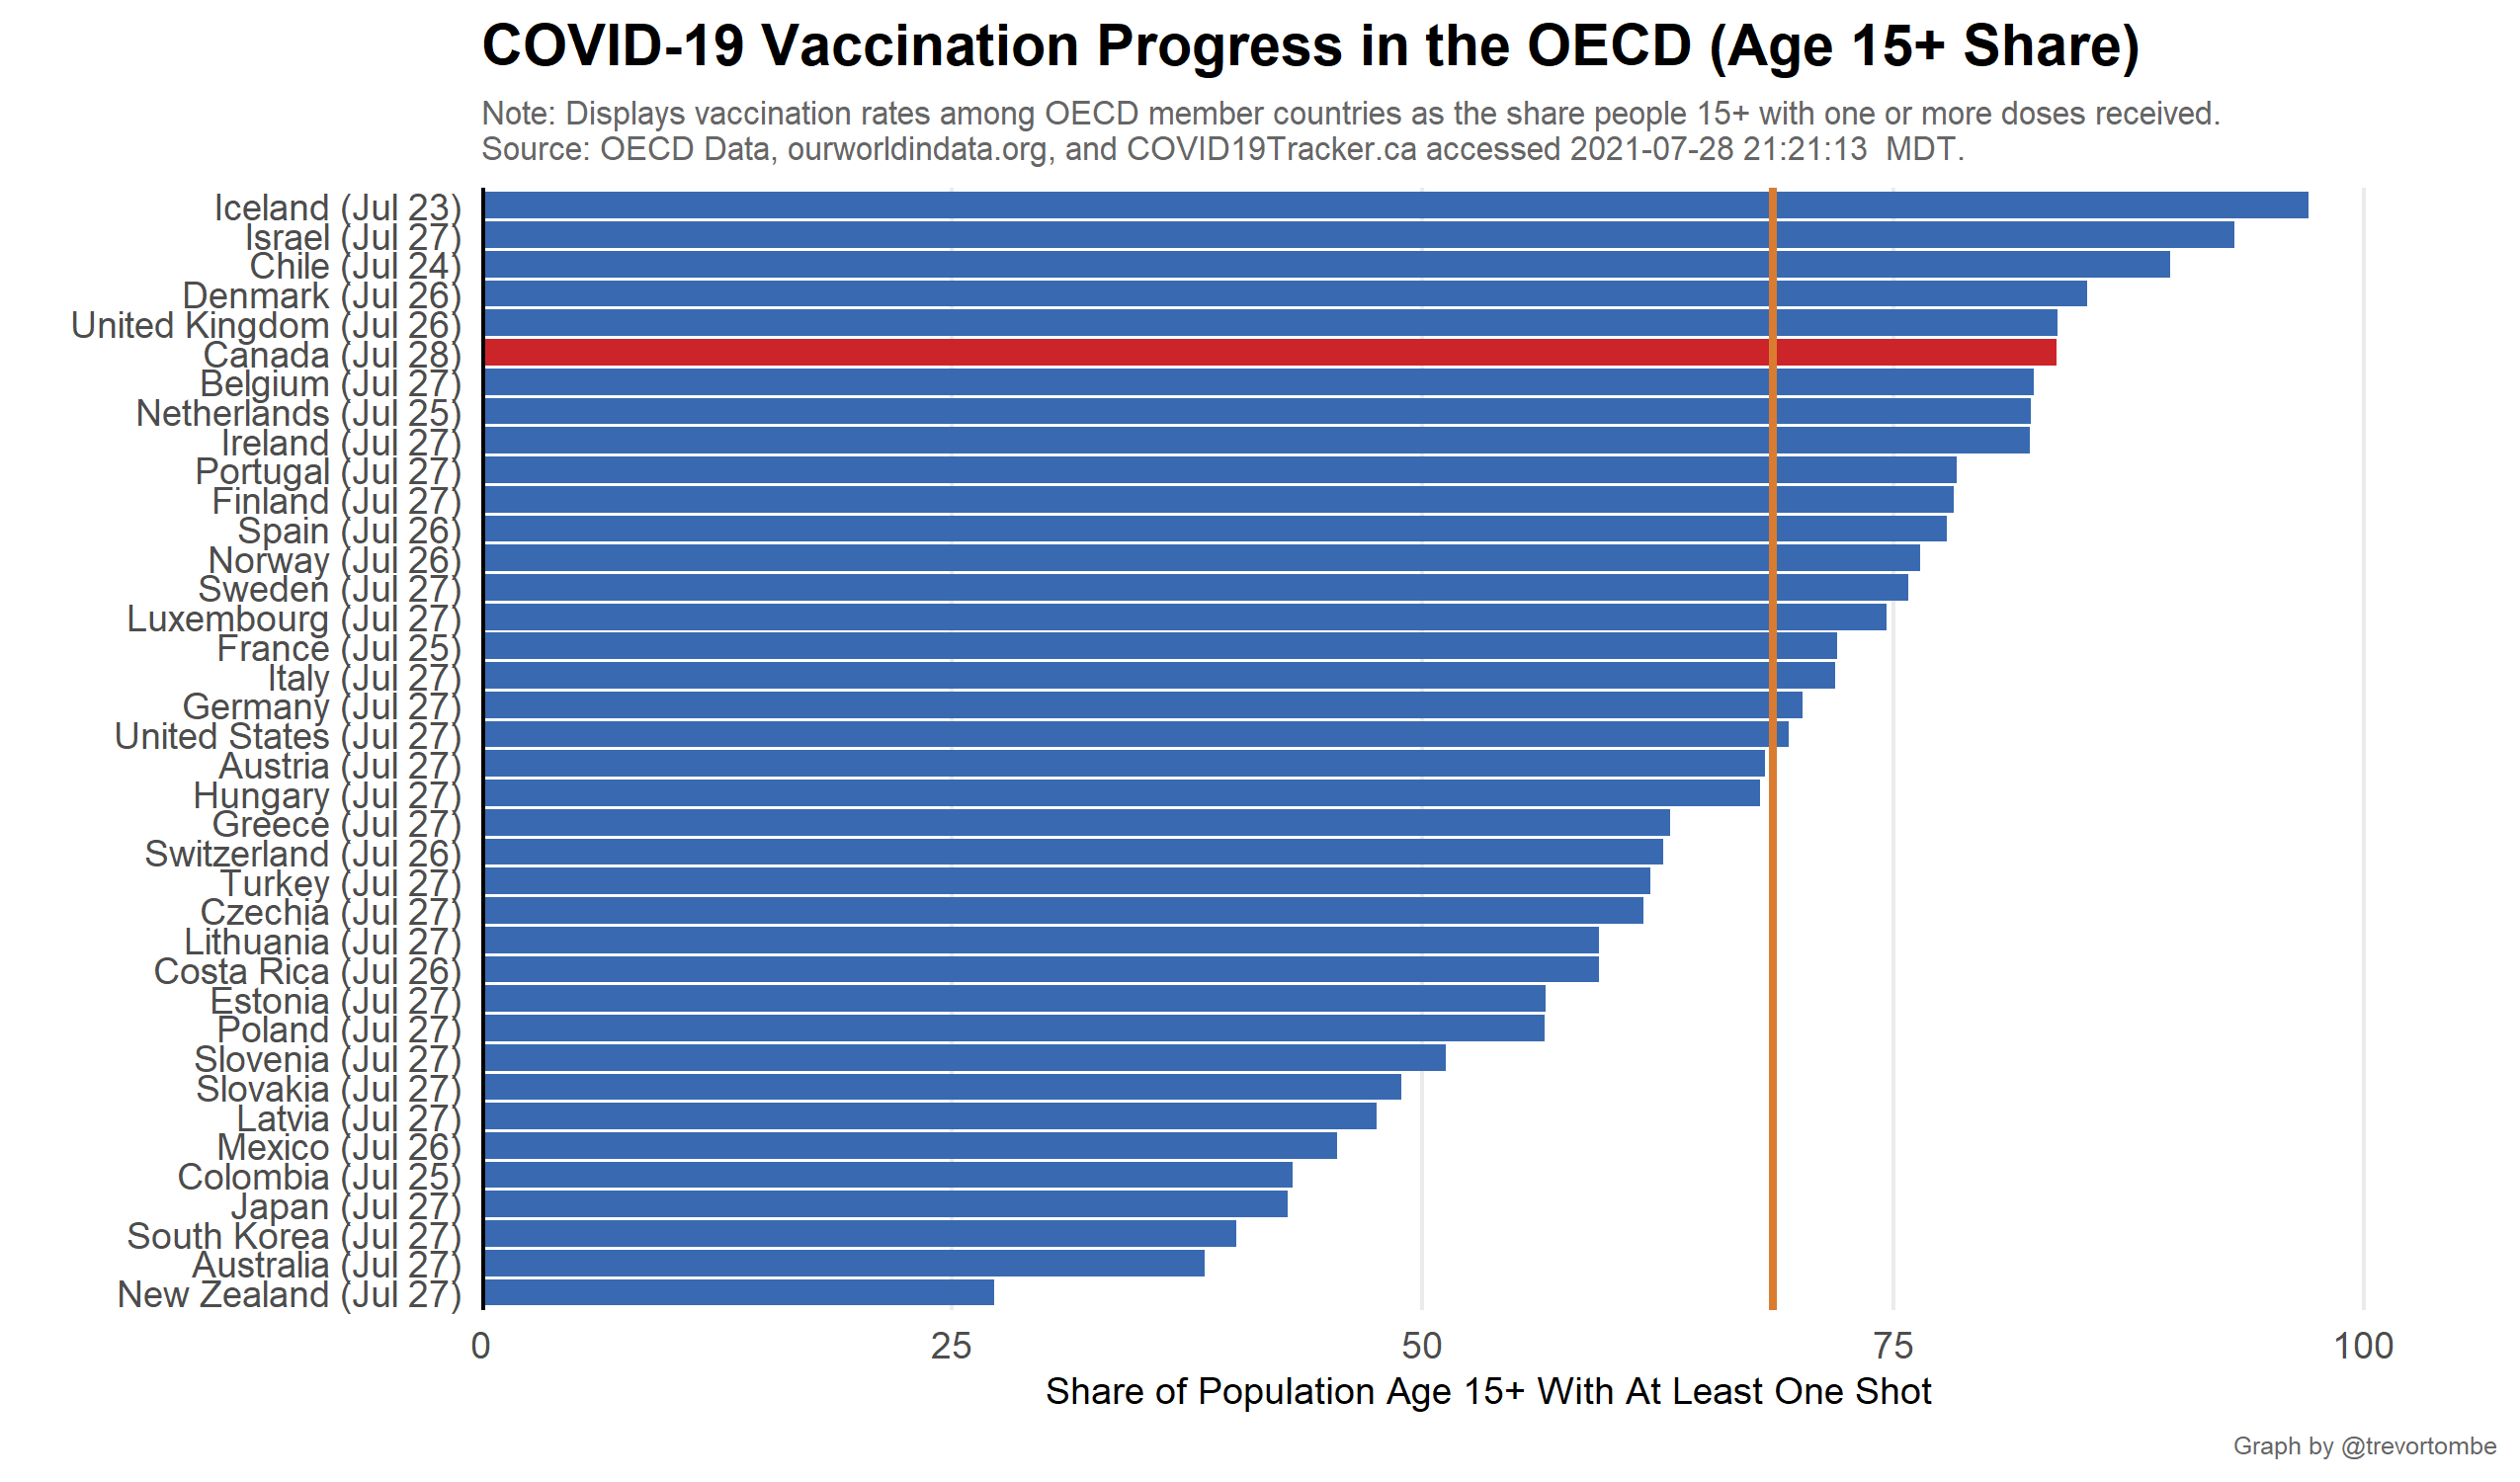 COVID-19 Vaccination Progress in the OECD (Age 15+ Share)
Note: Displays vaccination rates among OECD member countries as the share people 15+ with one or more doses received.
Source: OECD Data, ourworldindata.org, and COVID19Tracker.ca accessed 2021-07-28 21:21:13 MDT.
Iceland (Jul 23)
Israel (Jul 27)
Chile (Jul 24)
Denmark (Jul 26)
United Kingdom (Jul 26)
Canada (Jul 28)
Belgium (Jul 27)
Netherlands (Jul 25)
Ireland (Jul 27)
Portugal (Jul 27)
Finland (Jul 27)
Spain (Jul 26)
Norway (Jul 26)
Sweden (Jul 27)
Luxembourg (Jul 27)
France (Jul 25)
Italy (Jul 27)
Germany (Jul 27)
United States (Jul 27)
Austria (Jul 27)
Hungary (Jul 27)
Greece (Jul 27)
Switzerland (Jul 26)
Turkey (Jul 27)
Czechia (Jul 27)
Lithuania (Jul 27)
Costa Rica (Jul 26)
Estonia (Jul 27)
Poland (Jul 27)
Slovenia (Jul 27)
Slovakia (Jul 27)
Latvia (Jul 27)
Mexico (Jul 26)
Colombia (Jul 25)
Japan (Jul 27)
South Korea (Jul 27)
Australia (Jul 27)
New Zealand (Jul 27)
0 25 50 75 100
Share of Population Age 15+ With At Least One Shot
Graph by @trevortombe